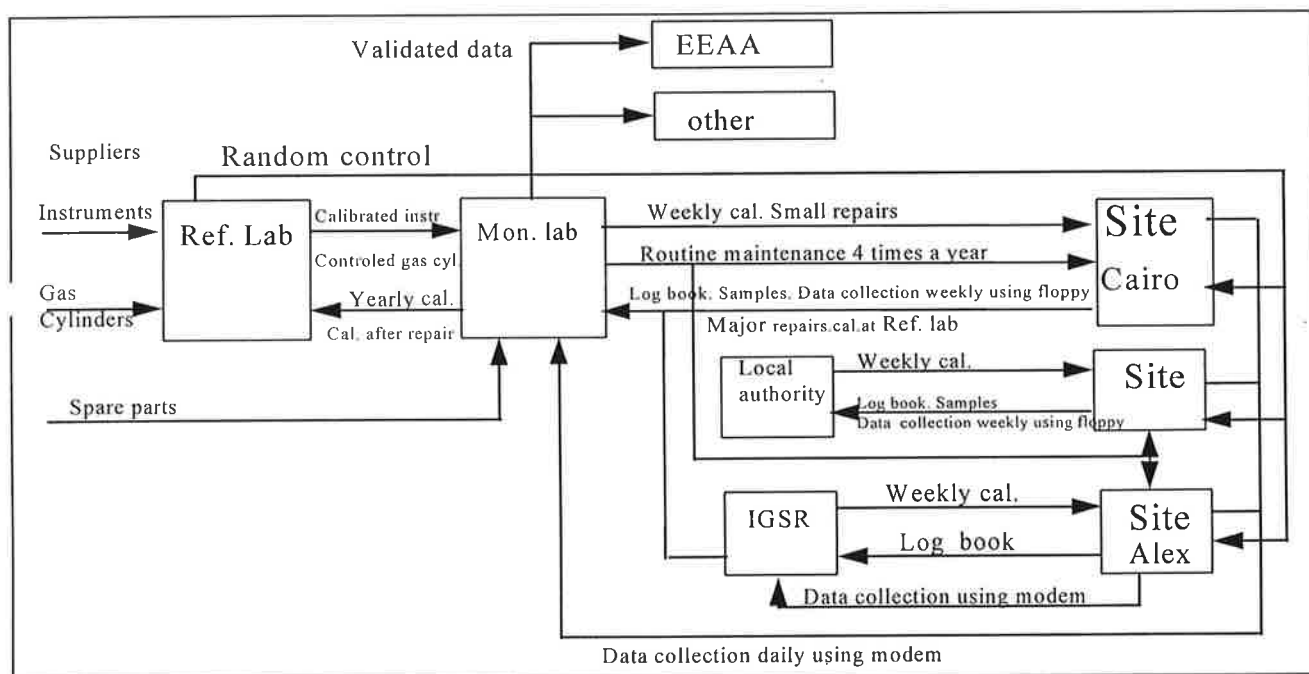 Validated data
EEAA
other
Suppliers
Random control
Instruments
Ref. Lab
Calibrated instr
Controled gas cyl.
Mon. lab
Weekly cal. Small repairs
Routine maintenance 4 times a year
Site
Cairo
Gas
Cylinders
Yearly cal.
Cal. after repair
Log book. Samples. Data collection weekly using floppy
Major repairs.cal.at Ref. lab
Local
authority
Weekly cal.
Site
Log book. Samples
Data collection weekly using floppy
Spare parts
IGSR
Weekly cal.
Site
Alex
Log book
Data collection using modem
Data collection daily using modem